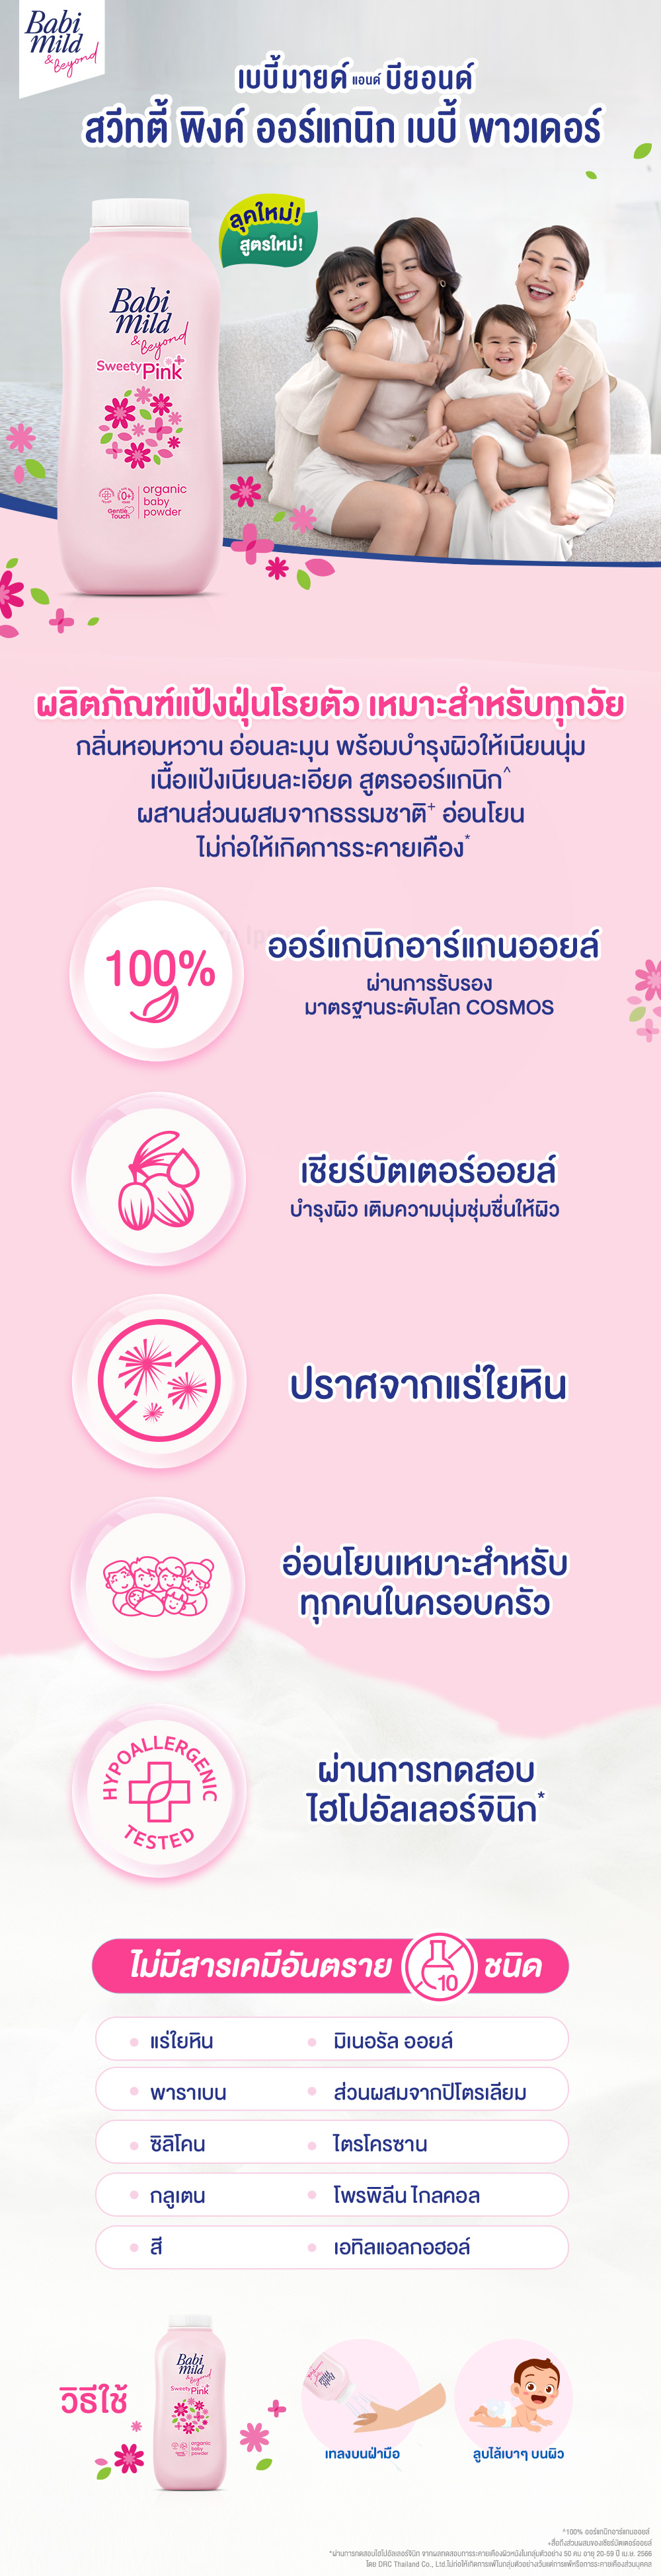 Babi
mild
& Beyond
เบบี้มายด์ แอนด์ บียอนด์
สวีทตี้ พิงค์ ออร์แกนิก เบบี้ พาวเดอร์
ลุคใหม่!
สูตรใหม่!
Babi
mild
& Beyond
Sweety Pink
0+
Gentle Touch
organic
baby
powder
ผลิตภัณฑ์แป้งฝุ่นโรยตัว เหมาะสำหรับทุกวัย
กลิ่นหอมหวาน อ่อนละมุน พร้อมบำรุงผิวให้เนียนนุ่ม
เนื้อแป้งเนียนละเอียด สูตรออร์แกนิก^
ผสานส่วนผสมจากธรรมชาติ+ อ่อนโยน
ไม่ก่อให้เกิดการระคายเคือง*
100%
ออร์แกนิกอาร์แกนออยล์
ผ่านการรับรอง
มาตรฐานระดับโลก COSMOS
เชียร์บัตเตอร์ออยล์
บำรุงผิว เติมความนุ่มชุ่มชื่นให้ผิว
ปราศจากแร่ใยหิน
อ่อนโยนเหมาะสำหรับ
ทุกคนในครอบครัว
HYPOALLERGENIC
TESTED
ผ่านการทดสอบ
ไฮโปอัลเลอร์จินิก*
ไม่มีสารเคมีอันตราย 10 ชนิด
แร่ใยหิน
มิเนอรัล ออยล์
พาราเบน
ส่วนผสมจากปิโตรเลียม
ซิลิโคน
ไตรโครซาน
กลูเตน
โพรพิลีน ไกลคอล
สี
เอทิลแอลกอฮอล์
วิธีใช้
Babi
mild
& Beyond
Sweety Pink
organic
baby
powder
เทลงบนฝ่ามือ
ลูบไล้เบาๆ บนผิว
^100% ออร์แกนิกอาร์แกนออยล์
+สื่อถึงส่วนผสมของเชียร์บัตเตอร์ออยล์
*ผ่านการทดสอบไฮโปอัลเลอร์จินิก จากผลทดสอบการระคายเคืองผิวหนังในกลุ่มตัวอย่าง 50 คน อายุ 20-59 ปี เม.ษ. 2566
โดย DRC Thailand Co., Ltd.ไม่ก่อให้เกิดการแพ้ในกลุ่มตัวอย่างเว้นแต่การแพ้หรือการระคายเคืองส่วนบุคคล